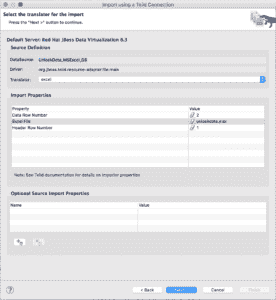 Import using a Teiid Connection
Select the translator for the import
Press the "Next >" button to continue.
Default Server: Red Hat JBoss Data Virtualization 6.3
Source Definition
DataSource:
Driver: org.jboss.teiid.resource-adapter.file.main
Translator: excel
Import Properties
Property Value
Data Row Number 2
Excel File
Header Row Number 1
Note: See Teiid documentation for details on importer properties
Optional Source Import Properties
Name Value
?
< Back
Next >
Cancel
Finish